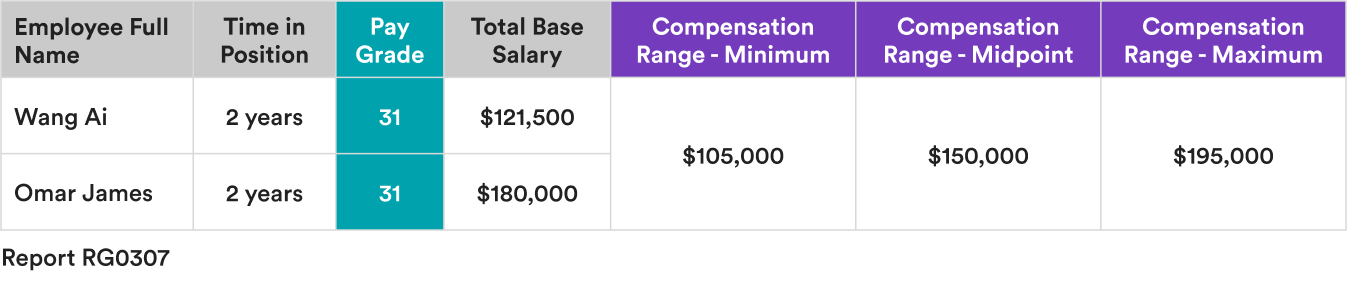 Employee Full Name
Time in Position
Pay Grade
Total Base Salary
Compensation Range - Minimum
Compensation Range - Midpoint
Compensation Range - Maximum
Wang Ai 2 years 31 $121,500
$105,000 $150,000 $195,000
Omar James 2 years 31 $180,000
Report RG0307